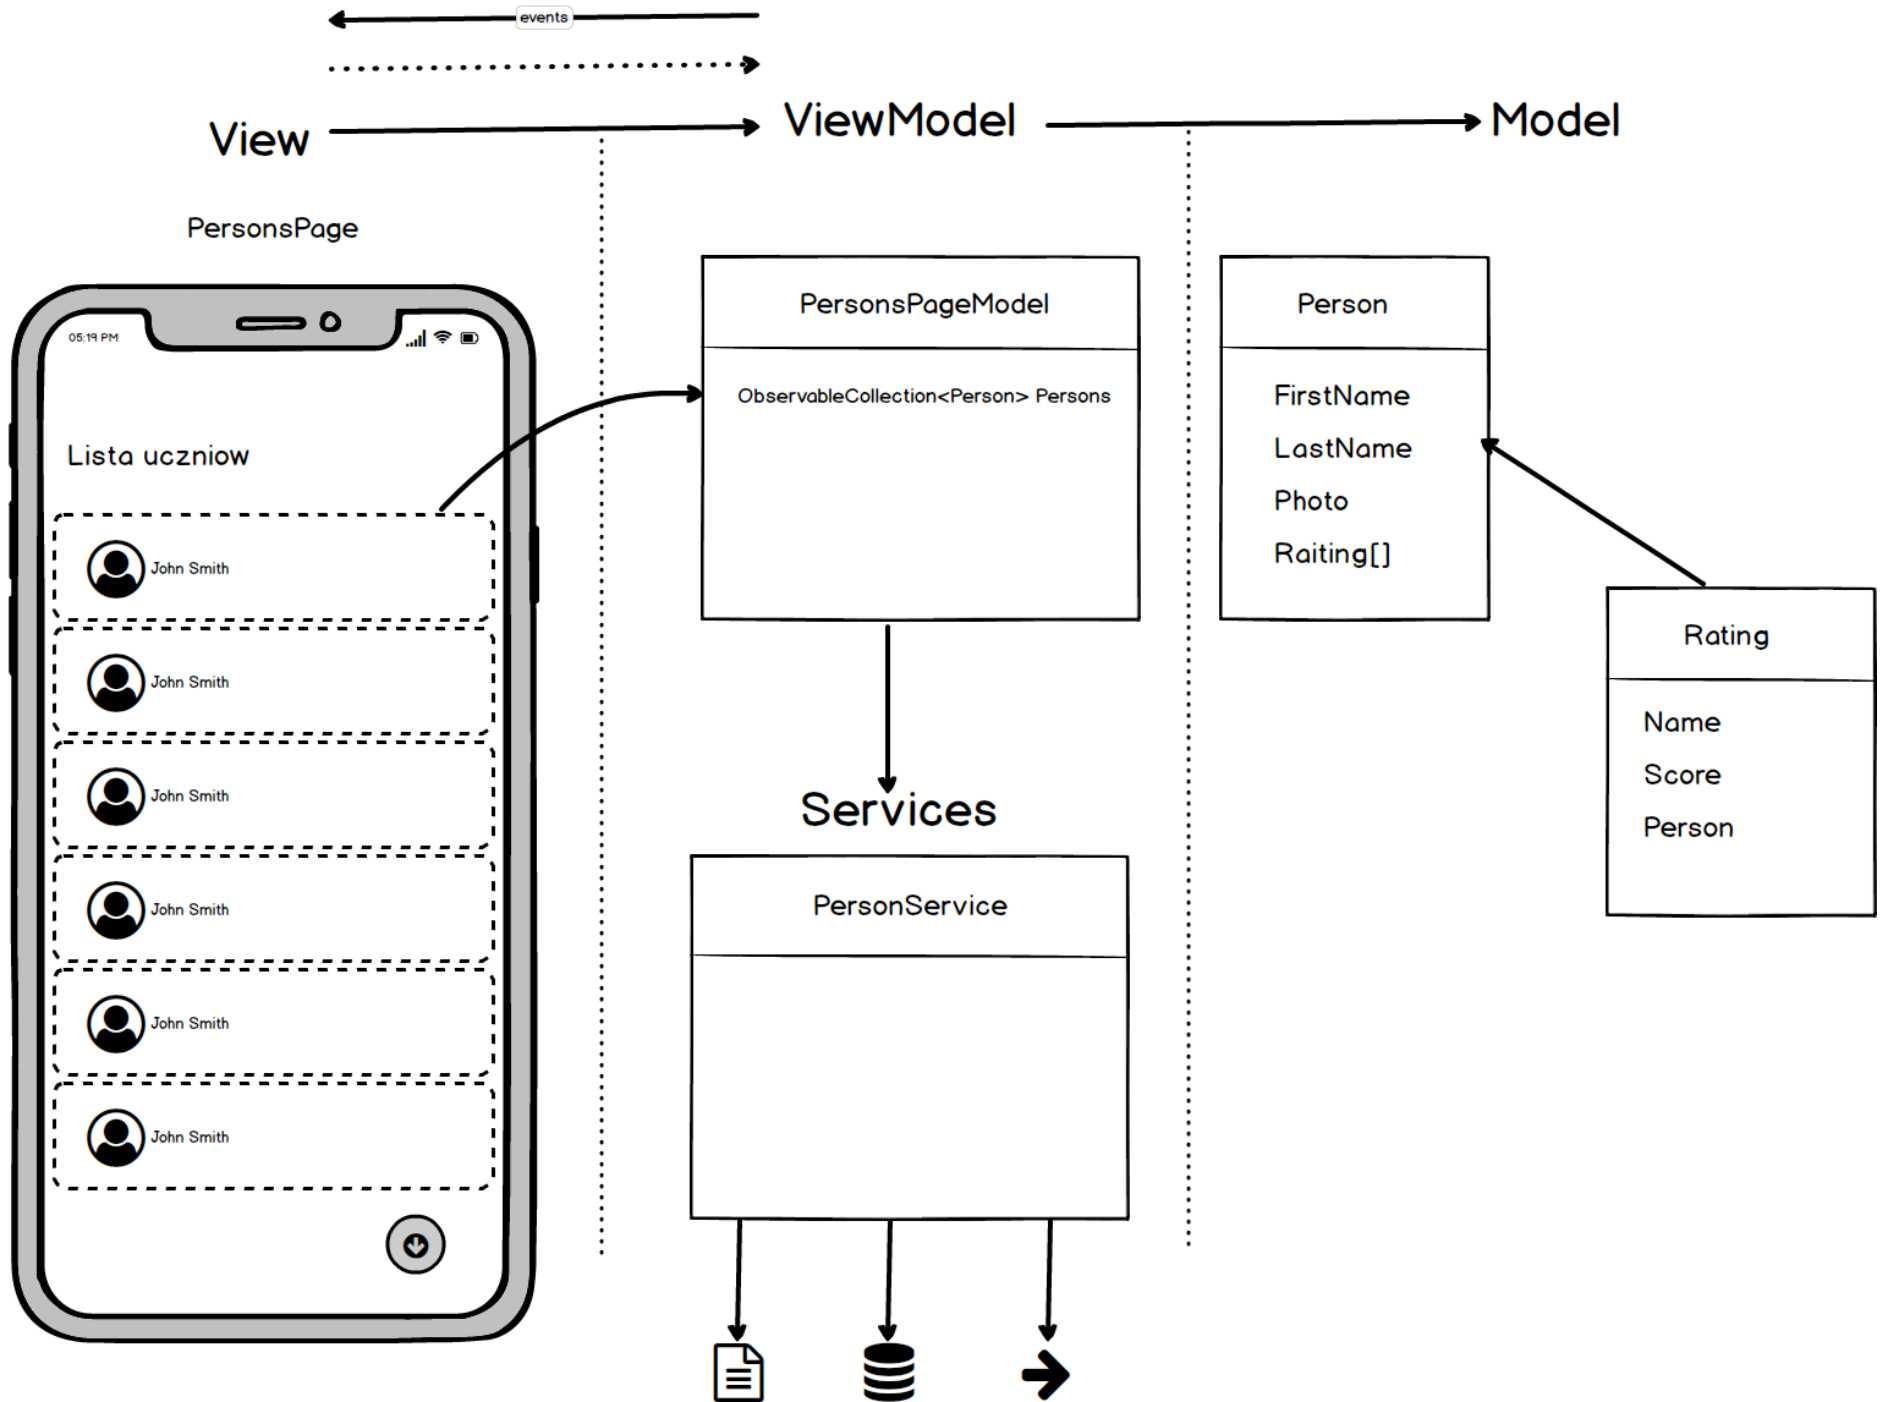 events
View
ViewModel
Model
PersonsPage
05:19 PM
Lista uczniow
John Smith
John Smith
John Smith
John Smith
John Smith
John Smith
PersonsPageModel
ObservableCollection<Person> Persons
Services
PersonService
Person
FirstName
LastName
Photo
Raiting[]
Rating
Name
Score
Person